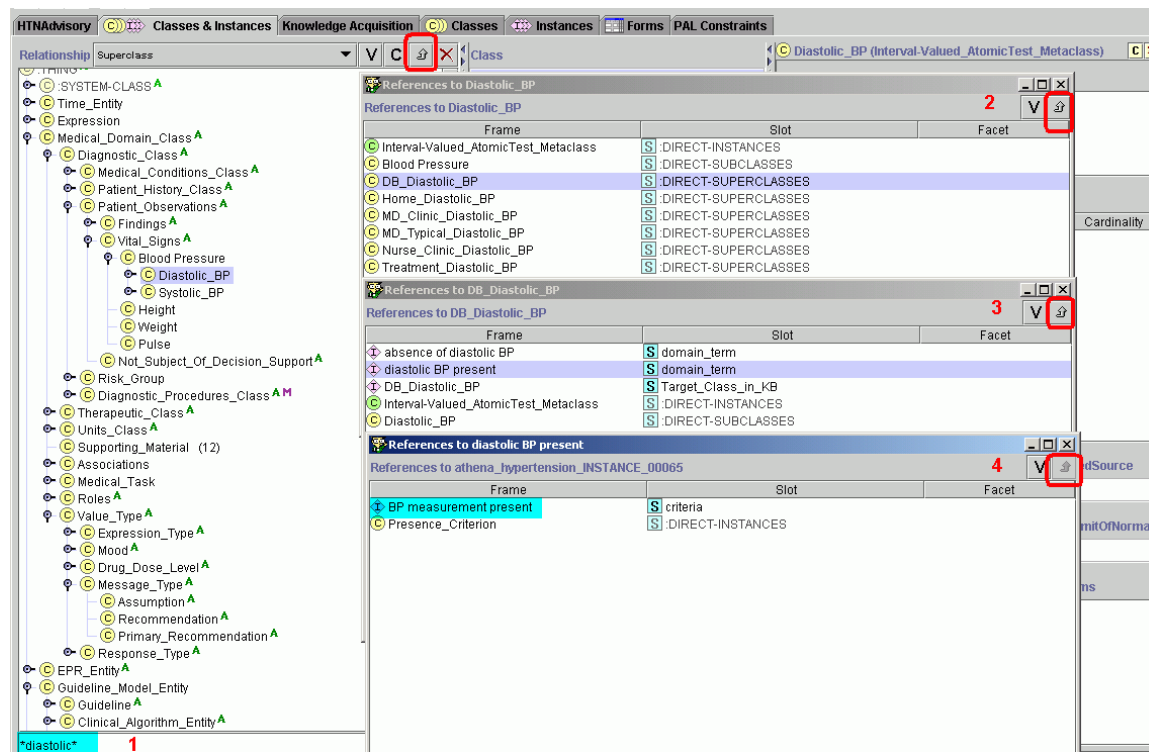 HTNAdvisory Classes & Instances Knowledge Acquisition Classes Instances Forms PAL Constraints
Relationship Superclass V C Class Diastolic_BP (Interval-Valued_AtomicTest_Metaclass) C
:THING
:SYSTEM-CLASS A
Time_Entity
Expression
Medical_Domain_Class A
Diagnostic_Class A
Medical_Conditions_Class A
Patient_History_Class A
Patient_Observations A
Findings A
Vital_Signs A
Blood Pressure
Diastolic_BP
Systolic_BP
Height
Weight
Pulse
Not_Subject_Of_Decision_Support A
Risk_Group
Diagnostic_Procedures_Class A M
Therapeutic_Class A
Units_Class A
Supporting_Material (12)
Associations
Medical_Task
Roles A
Value_Type A
Expression_Type A
Mood A
Drug_Dose_Level A
Message_Type A
Assumption A
Recommendation A
Primary_Recommendation A
Response_Type A
EPR_Entity A
Guideline_Model_Entity
Guideline A
Clinical_Algorithm_Entity A
*diastolic* 1
References to Diastolic_BP
References to Diastolic_BP 2 V
Frame Slot Facet
C Interval-Valued_AtomicTest_Metaclass S :DIRECT-INSTANCES
C Blood Pressure S :DIRECT-SUBCLASSES
C DB_Diastolic_BP S :DIRECT-SUPERCLASSES
C Home_Diastolic_BP S :DIRECT-SUPERCLASSES
C MD_Clinic_Diastolic_BP S :DIRECT-SUPERCLASSES
C MD_Typical_Diastolic_BP S :DIRECT-SUPERCLASSES
C Nurse_Clinic_Diastolic_BP S :DIRECT-SUPERCLASSES
C Treatment_Diastolic_BP S :DIRECT-SUPERCLASSES
Cardinality
References to DB_Diastolic_BP
References to DB_Diastolic_BP 3 V
Frame Slot Facet
I absence of diastolic BP S domain_term
I diastolic BP present S domain_term
I DB_Diastolic_BP S Target_Class_in_KB
C Interval-Valued_AtomicTest_Metaclass S :DIRECT-INSTANCES
C Diastolic_BP S :DIRECT-SUBCLASSES
References to diastolic BP present
References to athena_hypertension_INSTANCE_00065 4 V
Frame Slot Facet
I BP measurement present S criteria
C Presence_Criterion S :DIRECT-INSTANCES
edSource
mitOfNorma
ns